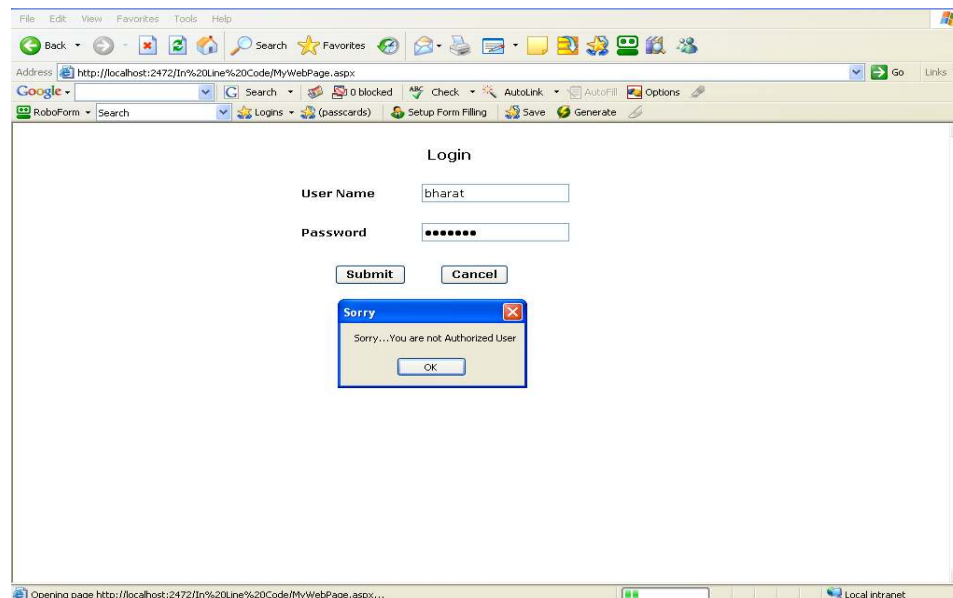 File Edit View Favorites Tools Help
Back Search Favorites
Address http://localhost:2472/In%20Line%20Code/MyWebPage.aspx Go Links
Google G Search 0 blocked ABC Check AutoLink AutoFill Options
RoboForm Search Logins (passcards) Setup Form Filling Save Generate
Login
User Name bharat
Password •••••••
Submit Cancel
Sorry
Sorry...You are not Authorized User
OK
Opening page http://localhost:2472/In%20Line%20Code/MyWebPage.aspx... Local intranet